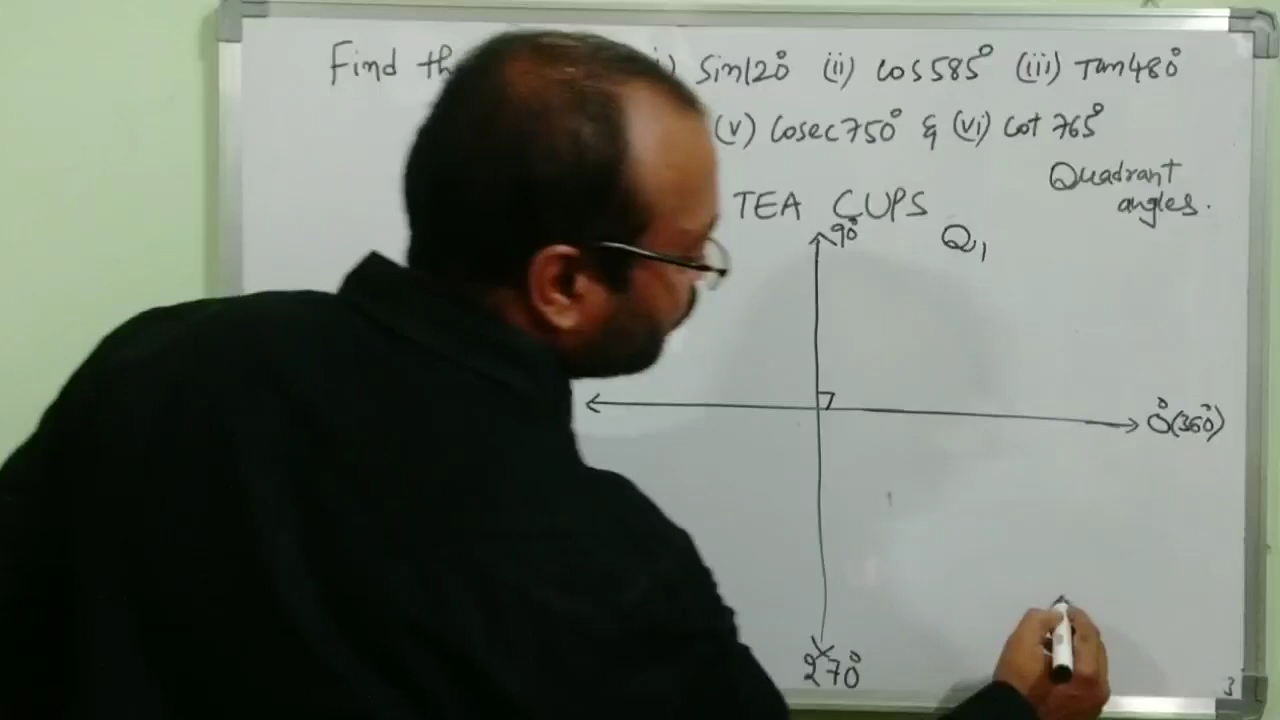 Find i) Sin120° (ii) Cos585° (iii) Tan480°
(v) Cosec750° & (vi) Cot 765°
Quadrant
angles.
TEA CUPS
90°
Q1
0°(360°)
270°
3